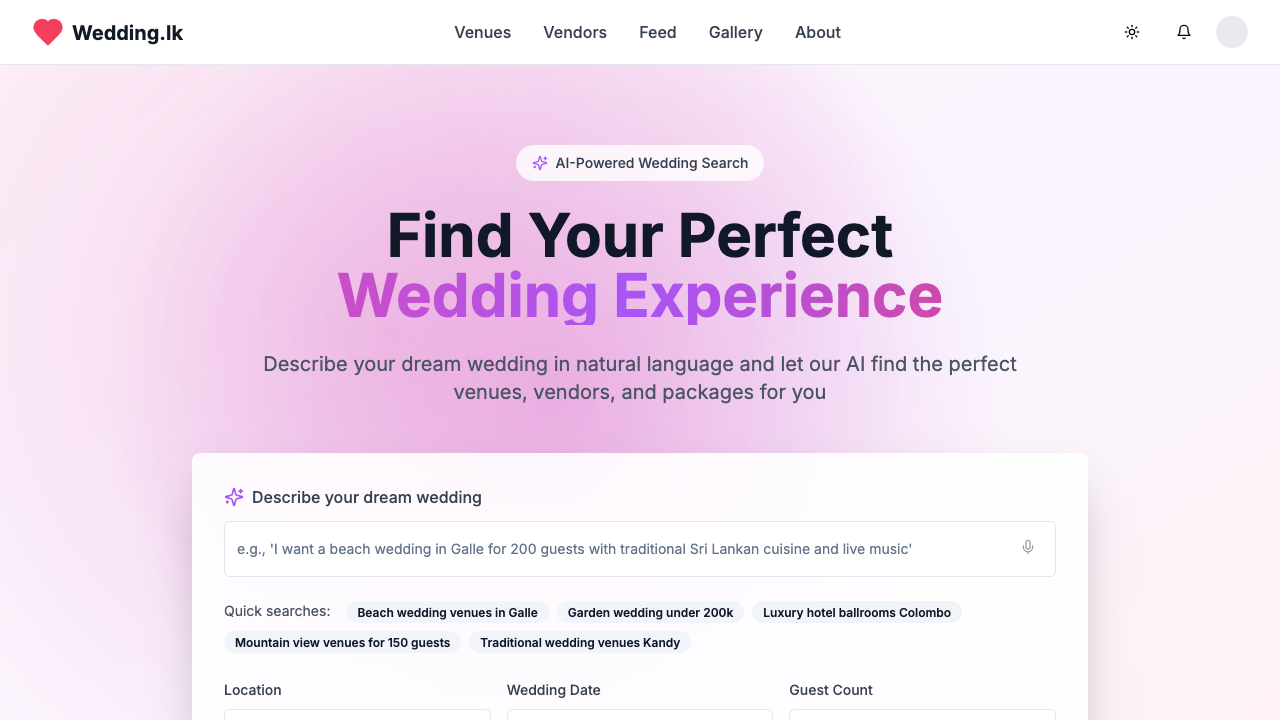 Wedding.lk
Venues Vendors Feed Gallery About
AI-Powered Wedding Search
Find Your Perfect
Wedding Experience
Describe your dream wedding in natural language and let our AI find the perfect
venues, vendors, and packages for you
Describe your dream wedding
e.g., 'I want a beach wedding in Galle for 200 guests with traditional Sri Lankan cuisine and live music'
Quick searches: Beach wedding venues in Galle Garden wedding under 200k Luxury hotel ballrooms Colombo
Mountain view venues for 150 guests Traditional wedding venues Kandy
Location Wedding Date Guest Count